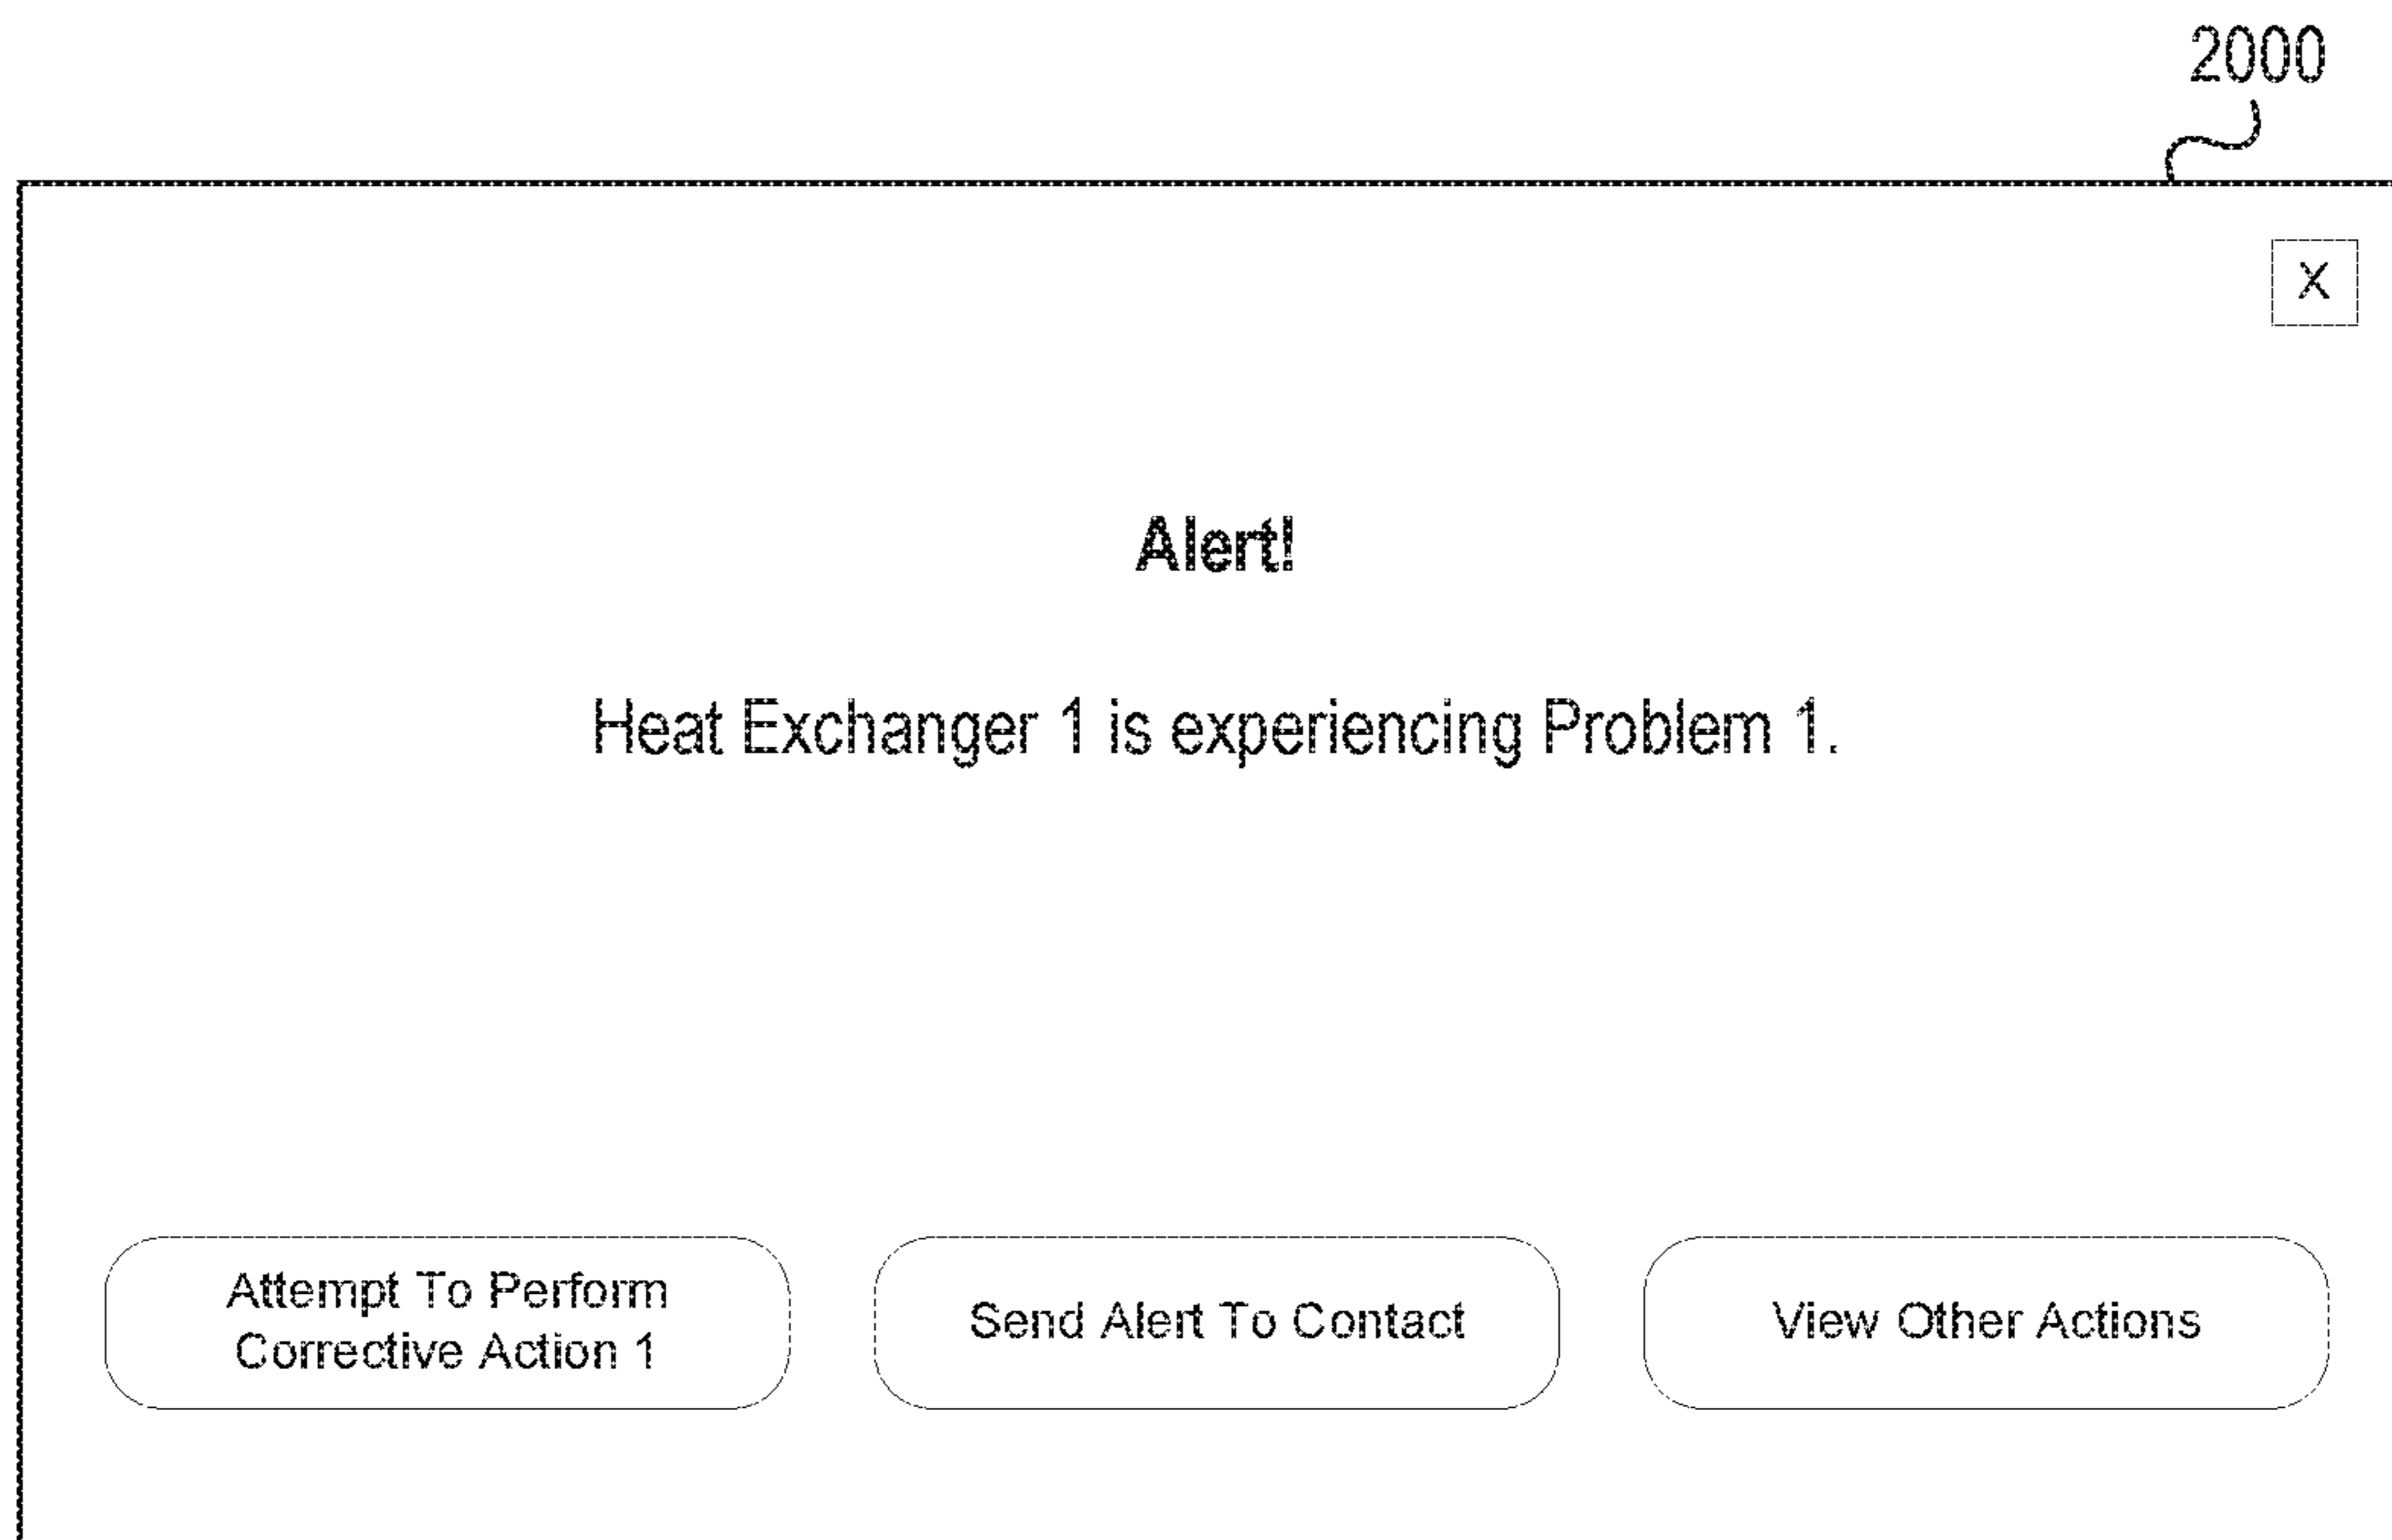 2000
X
Alert!
Heat Exchanger 1 is experiencing Problem 1.
Attempt To Perform
Corrective Action 1
Send Alert To Contact
View Other Actions